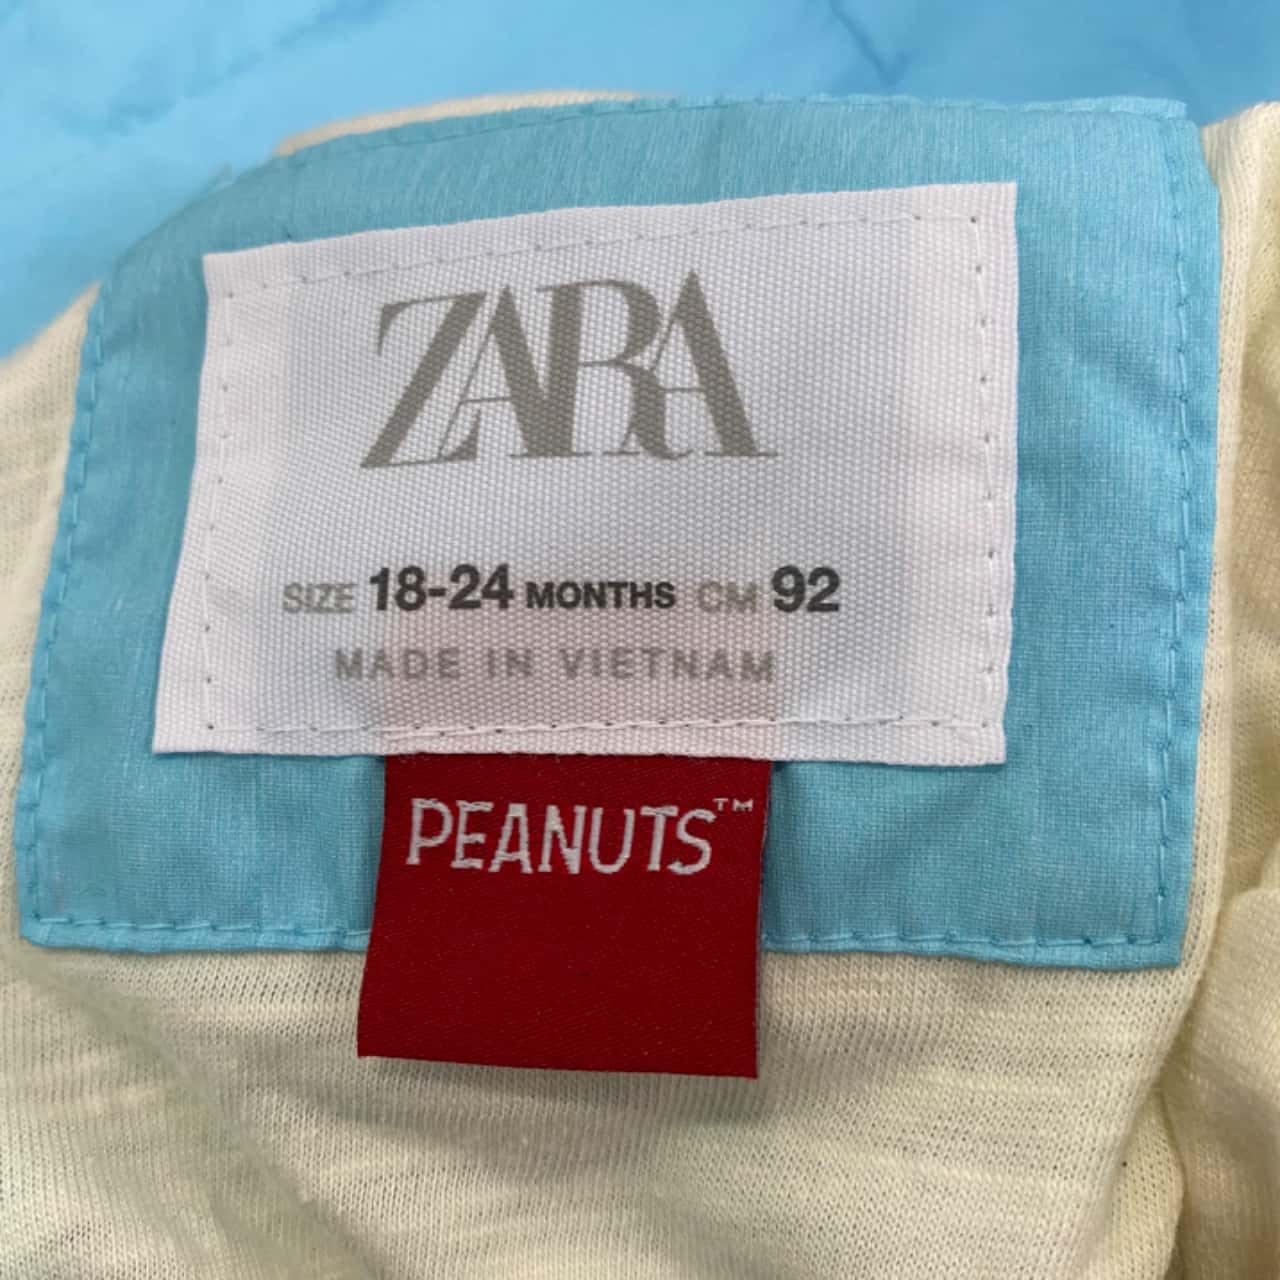 ZARA
SIZE 18-24 MONTHS CM 92
MADE IN VIETNAM
PEANUTS™